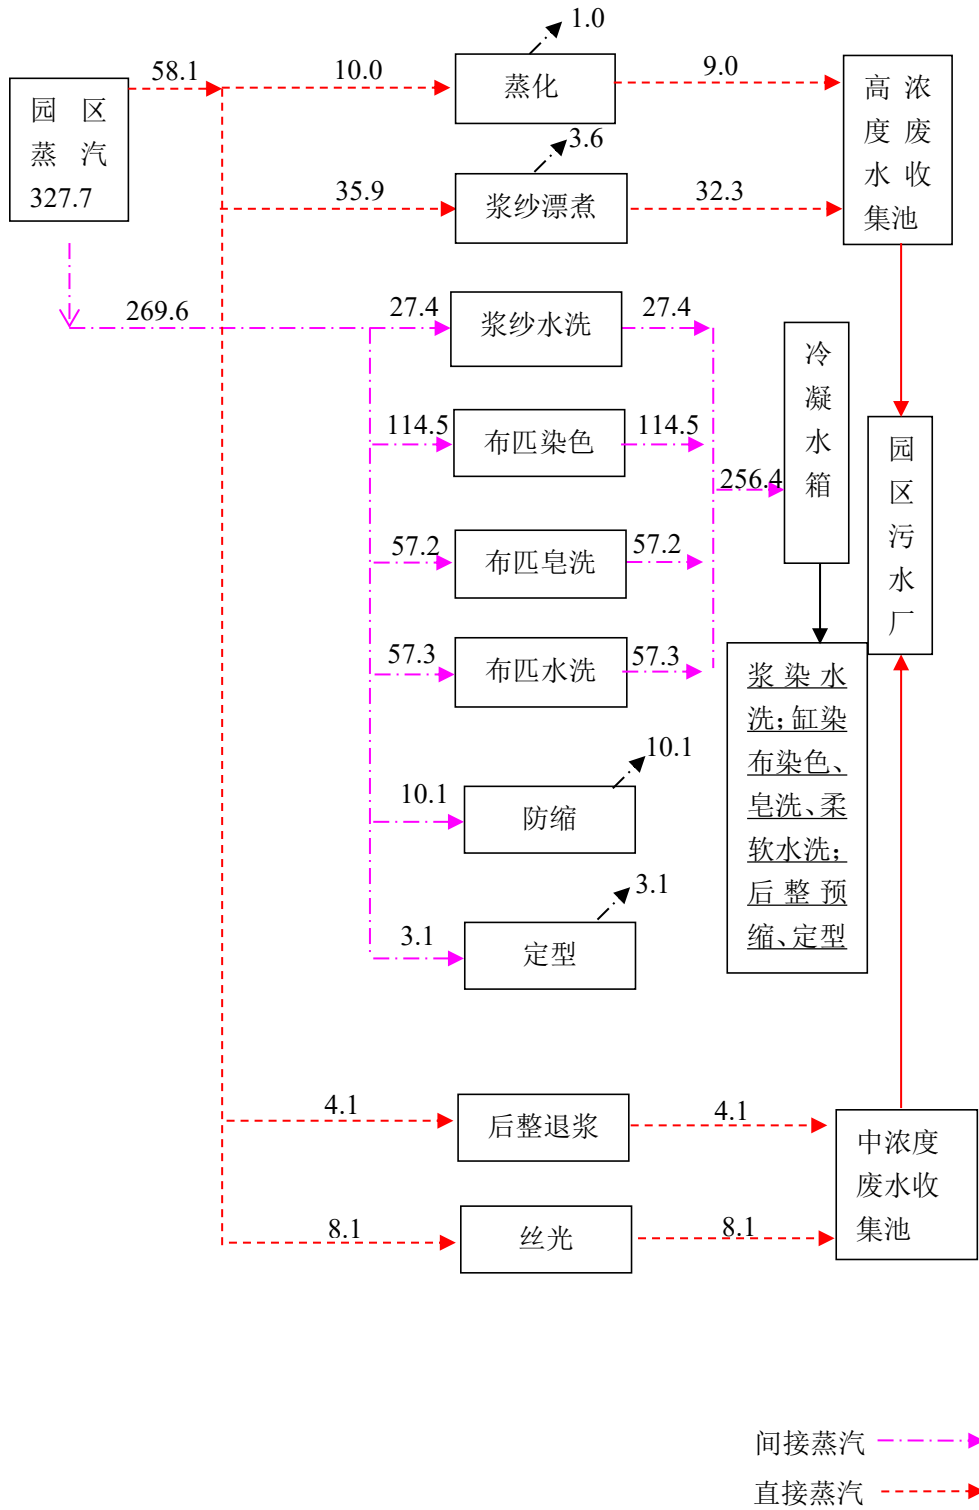 1.0
58.1
10.0
9.0
园区
蒸汽
327.7
蒸化
高浓
度废
水收
集池
3.6
35.9
浆纱漂煮
32.3
269.6
27.4
浆纱水洗
27.4
冷
凝
水
箱
114.5
布匹染色
114.5
256.4
园
区
污
水
厂
57.2
布匹皂洗
57.2
57.3
布匹水洗
57.3
浆染水
洗;缸染
布染色、
皂洗、柔
软水洗;
后整预
缩、定型
10.1
10.1
防缩
3.1
3.1
定型
4.1
后整退浆
4.1
中浓度
废水收
集池
8.1
丝光
8.1
间接蒸汽
直接蒸汽